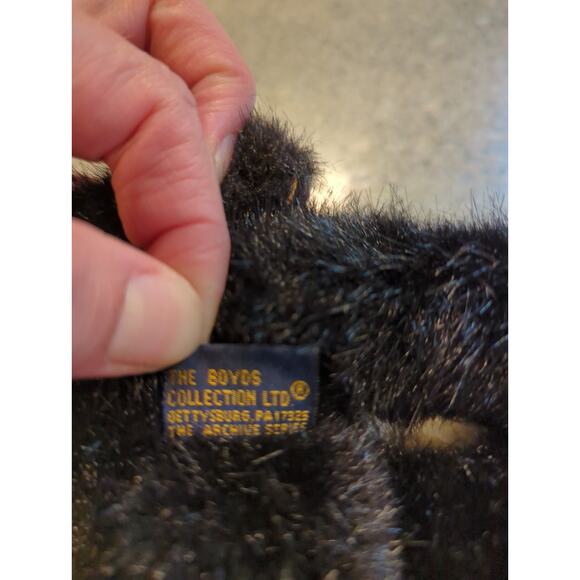 THE BOYDS
COLLECTION LTD.®
GETTYSBURG, PA 17325
THE ARCHIVE SERIES